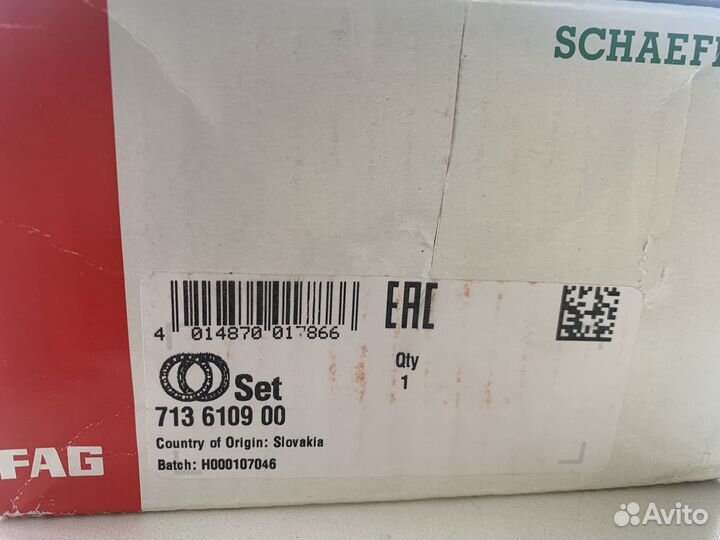 SCHAEFF
4 014870 017866
EAC
Qty
1
Set
713 6109 00
Country of Origin: Slovakia
Batch: H000107046
FAG
Avito